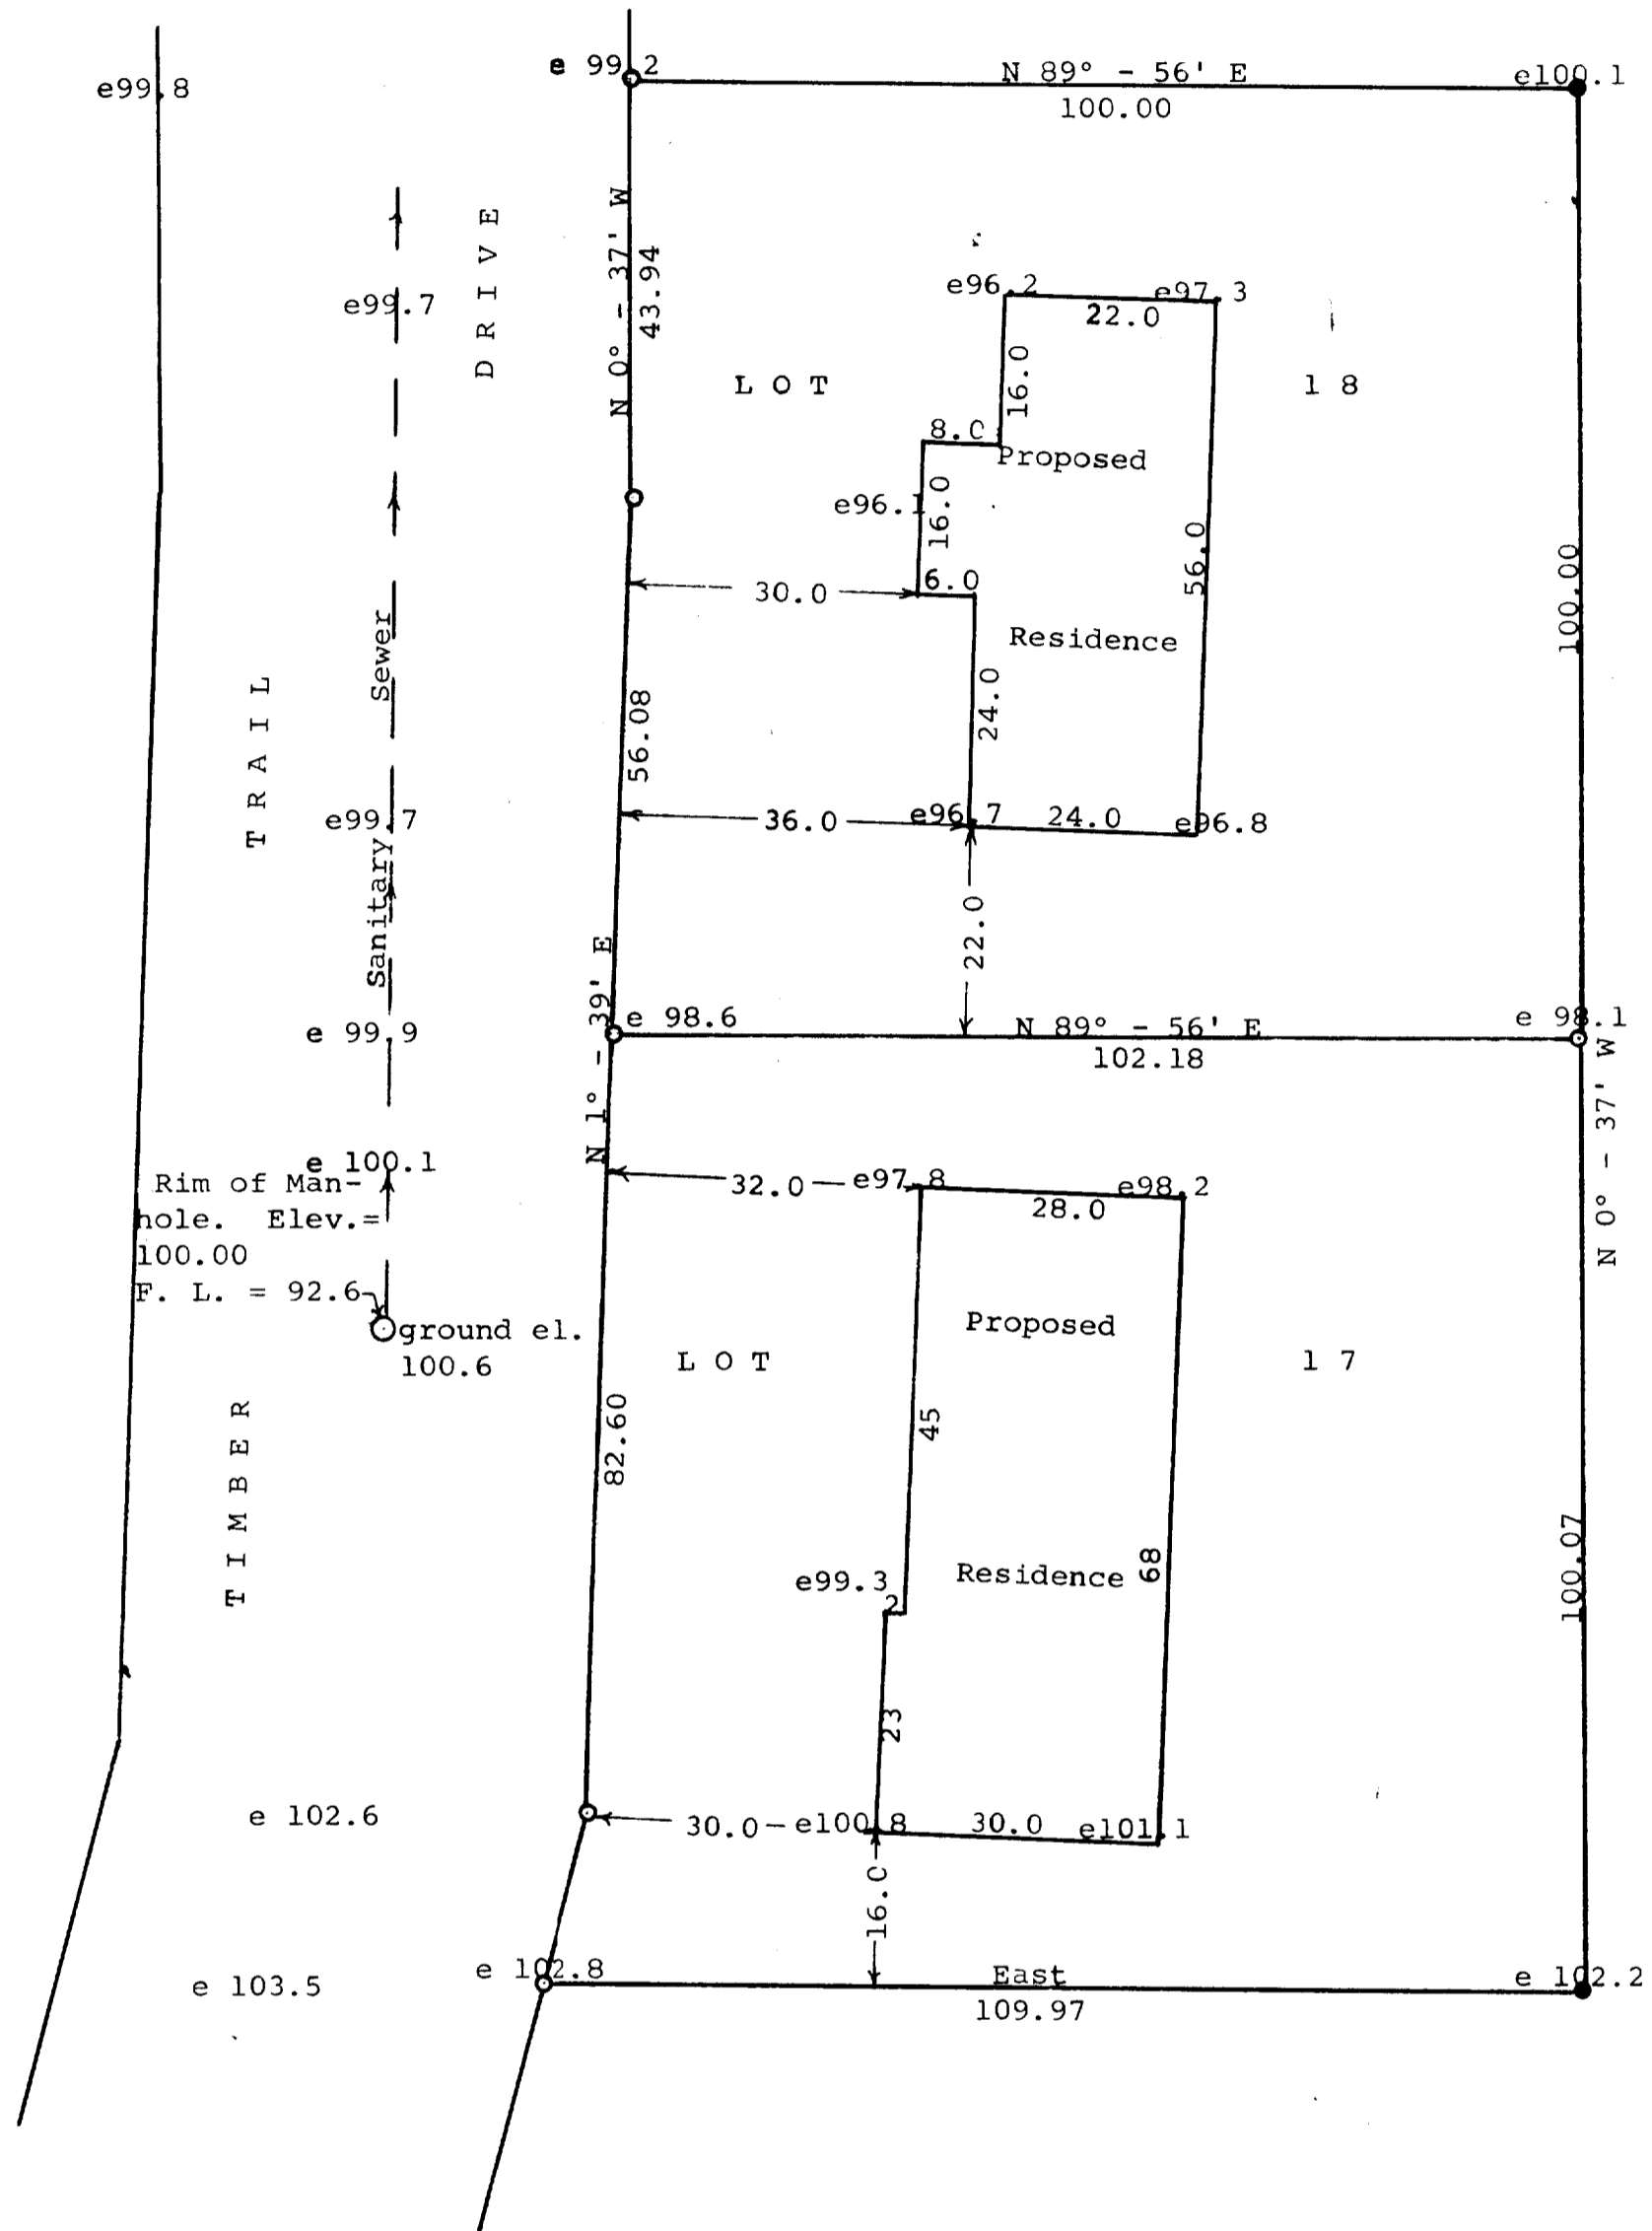 e 99.2
N 89° - 56' E
e100.1
e99.8
100.00
N 0° - 37' W
43.94
D R I V E
e99.7
e96.2
e97.3
22.0
16.0
L O T
1 8
8.0
Proposed
e96.1
16.0
56.0
100.00
6.0
30.0
Residence
Sanitary Sewer
T R A I L
56.08
24.0
e99.7
36.0
e96.7
24.0
e96.8
22.0
N 1° - 39' E
e 99.9
e 98.6
N 89° - 56' E
e 98.1
102.18
N 0° - 37' W
e 100.1
Rim of Man-
hole. Elev.=
100.00
F. L. = 92.6
ground el.
100.6
32.0
e97.8
e98.2
28.0
Proposed
L O T
1 7
T I M B E R
82.60
45
e99.3
2
Residence
68
100.07
23
e 102.6
30.0
e100.8
30.0
e101.1
16.0
e 103.5
e 102.8
East
e 102.2
109.97